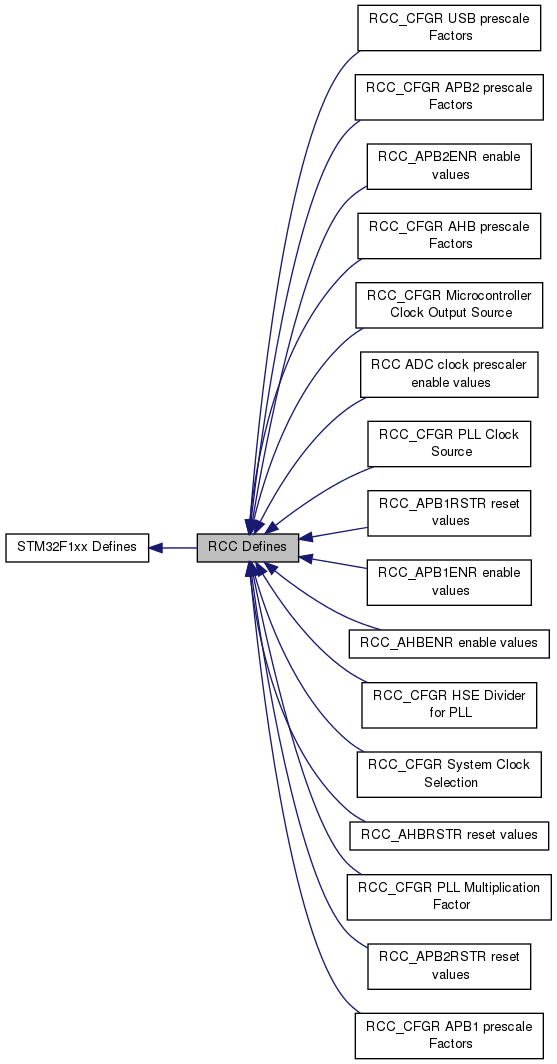 RCC_CFGR USB prescale
Factors
RCC_CFGR APB2 prescale
Factors
RCC_APB2ENR enable
values
RCC_CFGR AHB prescale
Factors
RCC_CFGR Microcontroller
Clock Output Source
RCC ADC clock prescaler
enable values
RCC_CFGR PLL Clock
Source
RCC_APB1RSTR reset
values
STM32F1xx Defines
RCC Defines
RCC_APB1ENR enable
values
RCC_AHBENR enable values
RCC_CFGR HSE Divider
for PLL
RCC_CFGR System Clock
Selection
RCC_AHBRSTR reset values
RCC_CFGR PLL Multiplication
Factor
RCC_APB2RSTR reset
values
RCC_CFGR APB1 prescale
Factors